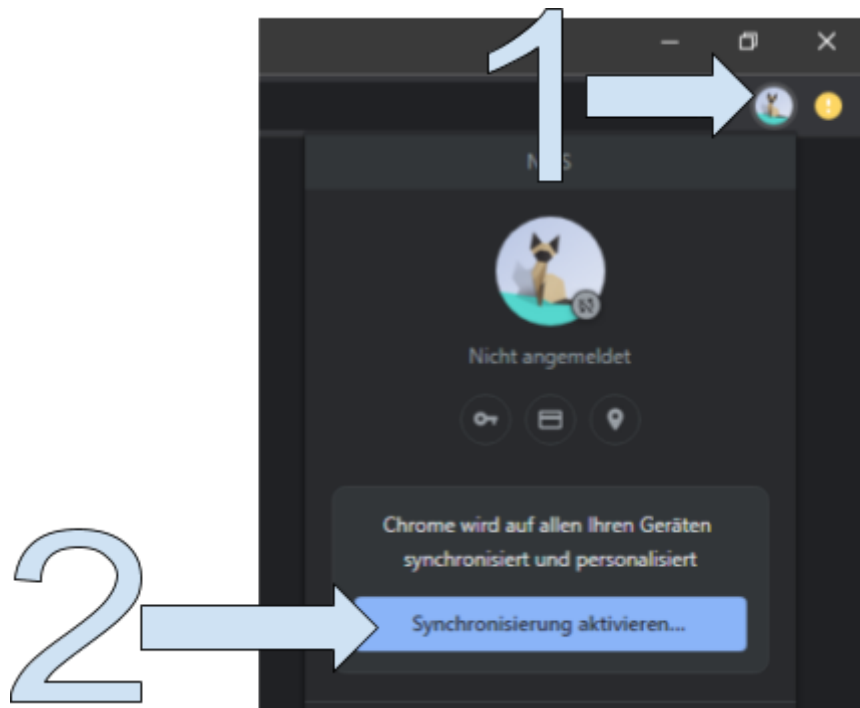 1
Nicht angemeldet
Chrome wird auf allen Ihren Geräten
synchronisiert und personalisiert
2
Synchronisierung aktivieren...